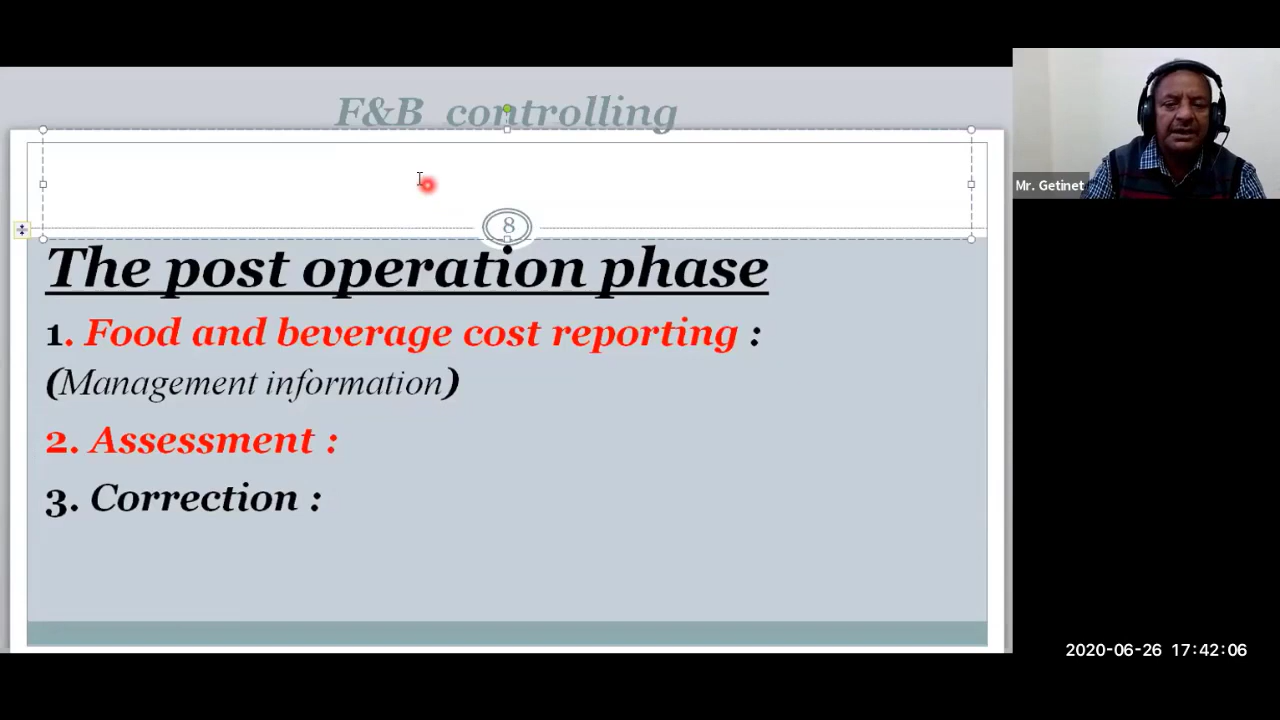 F&B controlling
8
The post operation phase
1. Food and beverage cost reporting :
(Management information)
2. Assessment :
3. Correction :
Mr. Getinet
2020-06-26 17:42:06